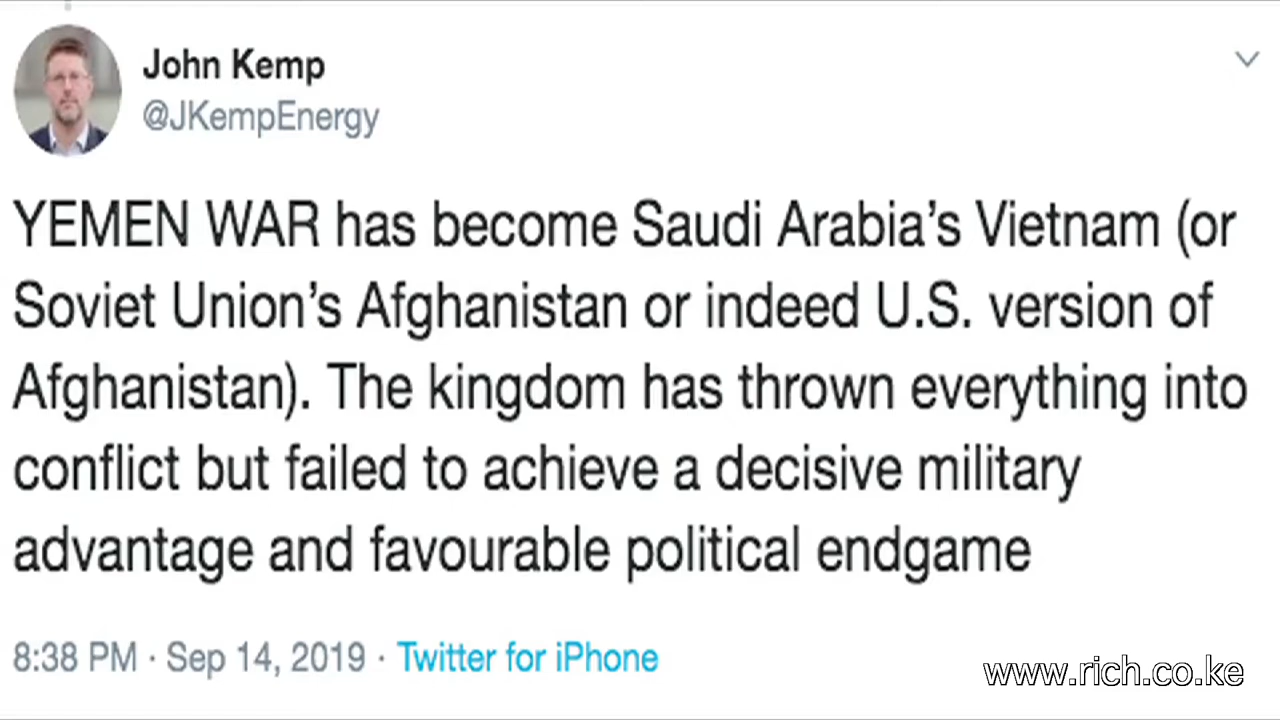 John Kemp
@JKempEnergy
YEMEN WAR has become Saudi Arabia’s Vietnam (or
Soviet Union’s Afghanistan or indeed U.S. version of
Afghanistan). The kingdom has thrown everything into
conflict but failed to achieve a decisive military
advantage and favourable political endgame
8:38 PM · Sep 14, 2019 · Twitter for iPhone
www.rich.co.ke